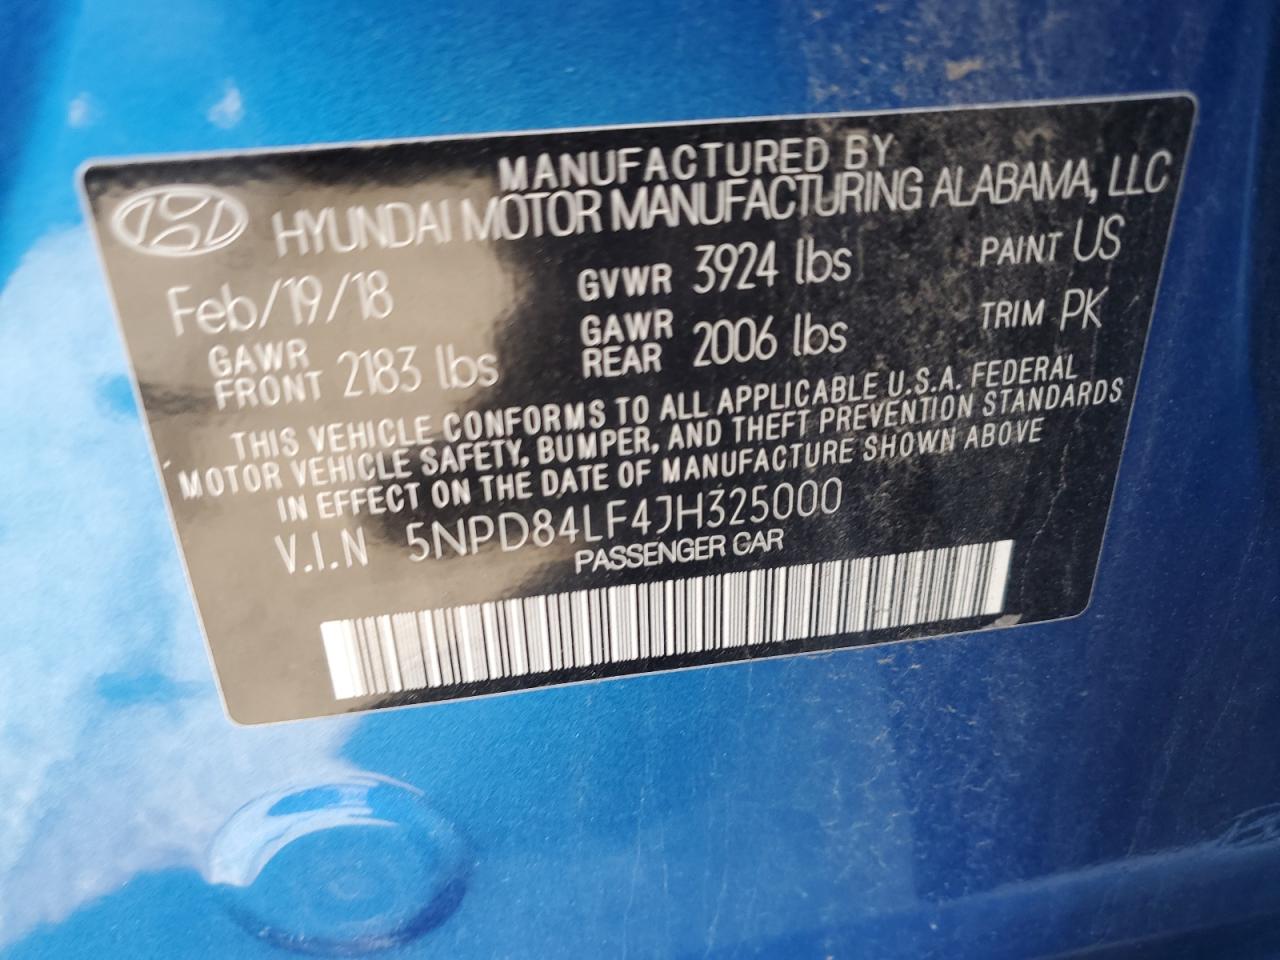 MANUFACTURED BY
HYUNDAI MOTOR MANUFACTURING ALABAMA, LLC
Feb/19/18 GVWR 3924 lbs PAINT US
GAWR FRONT 2183 lbs GAWR REAR 2006 lbs TRIM PK
THIS VEHICLE CONFORMS TO ALL APPLICABLE U.S.A. FEDERAL
MOTOR VEHICLE SAFETY, BUMPER, AND THEFT PREVENTION STANDARDS
IN EFFECT ON THE DATE OF MANUFACTURE SHOWN ABOVE
V.I.N 5NPD84LF4JH325000
PASSENGER CAR